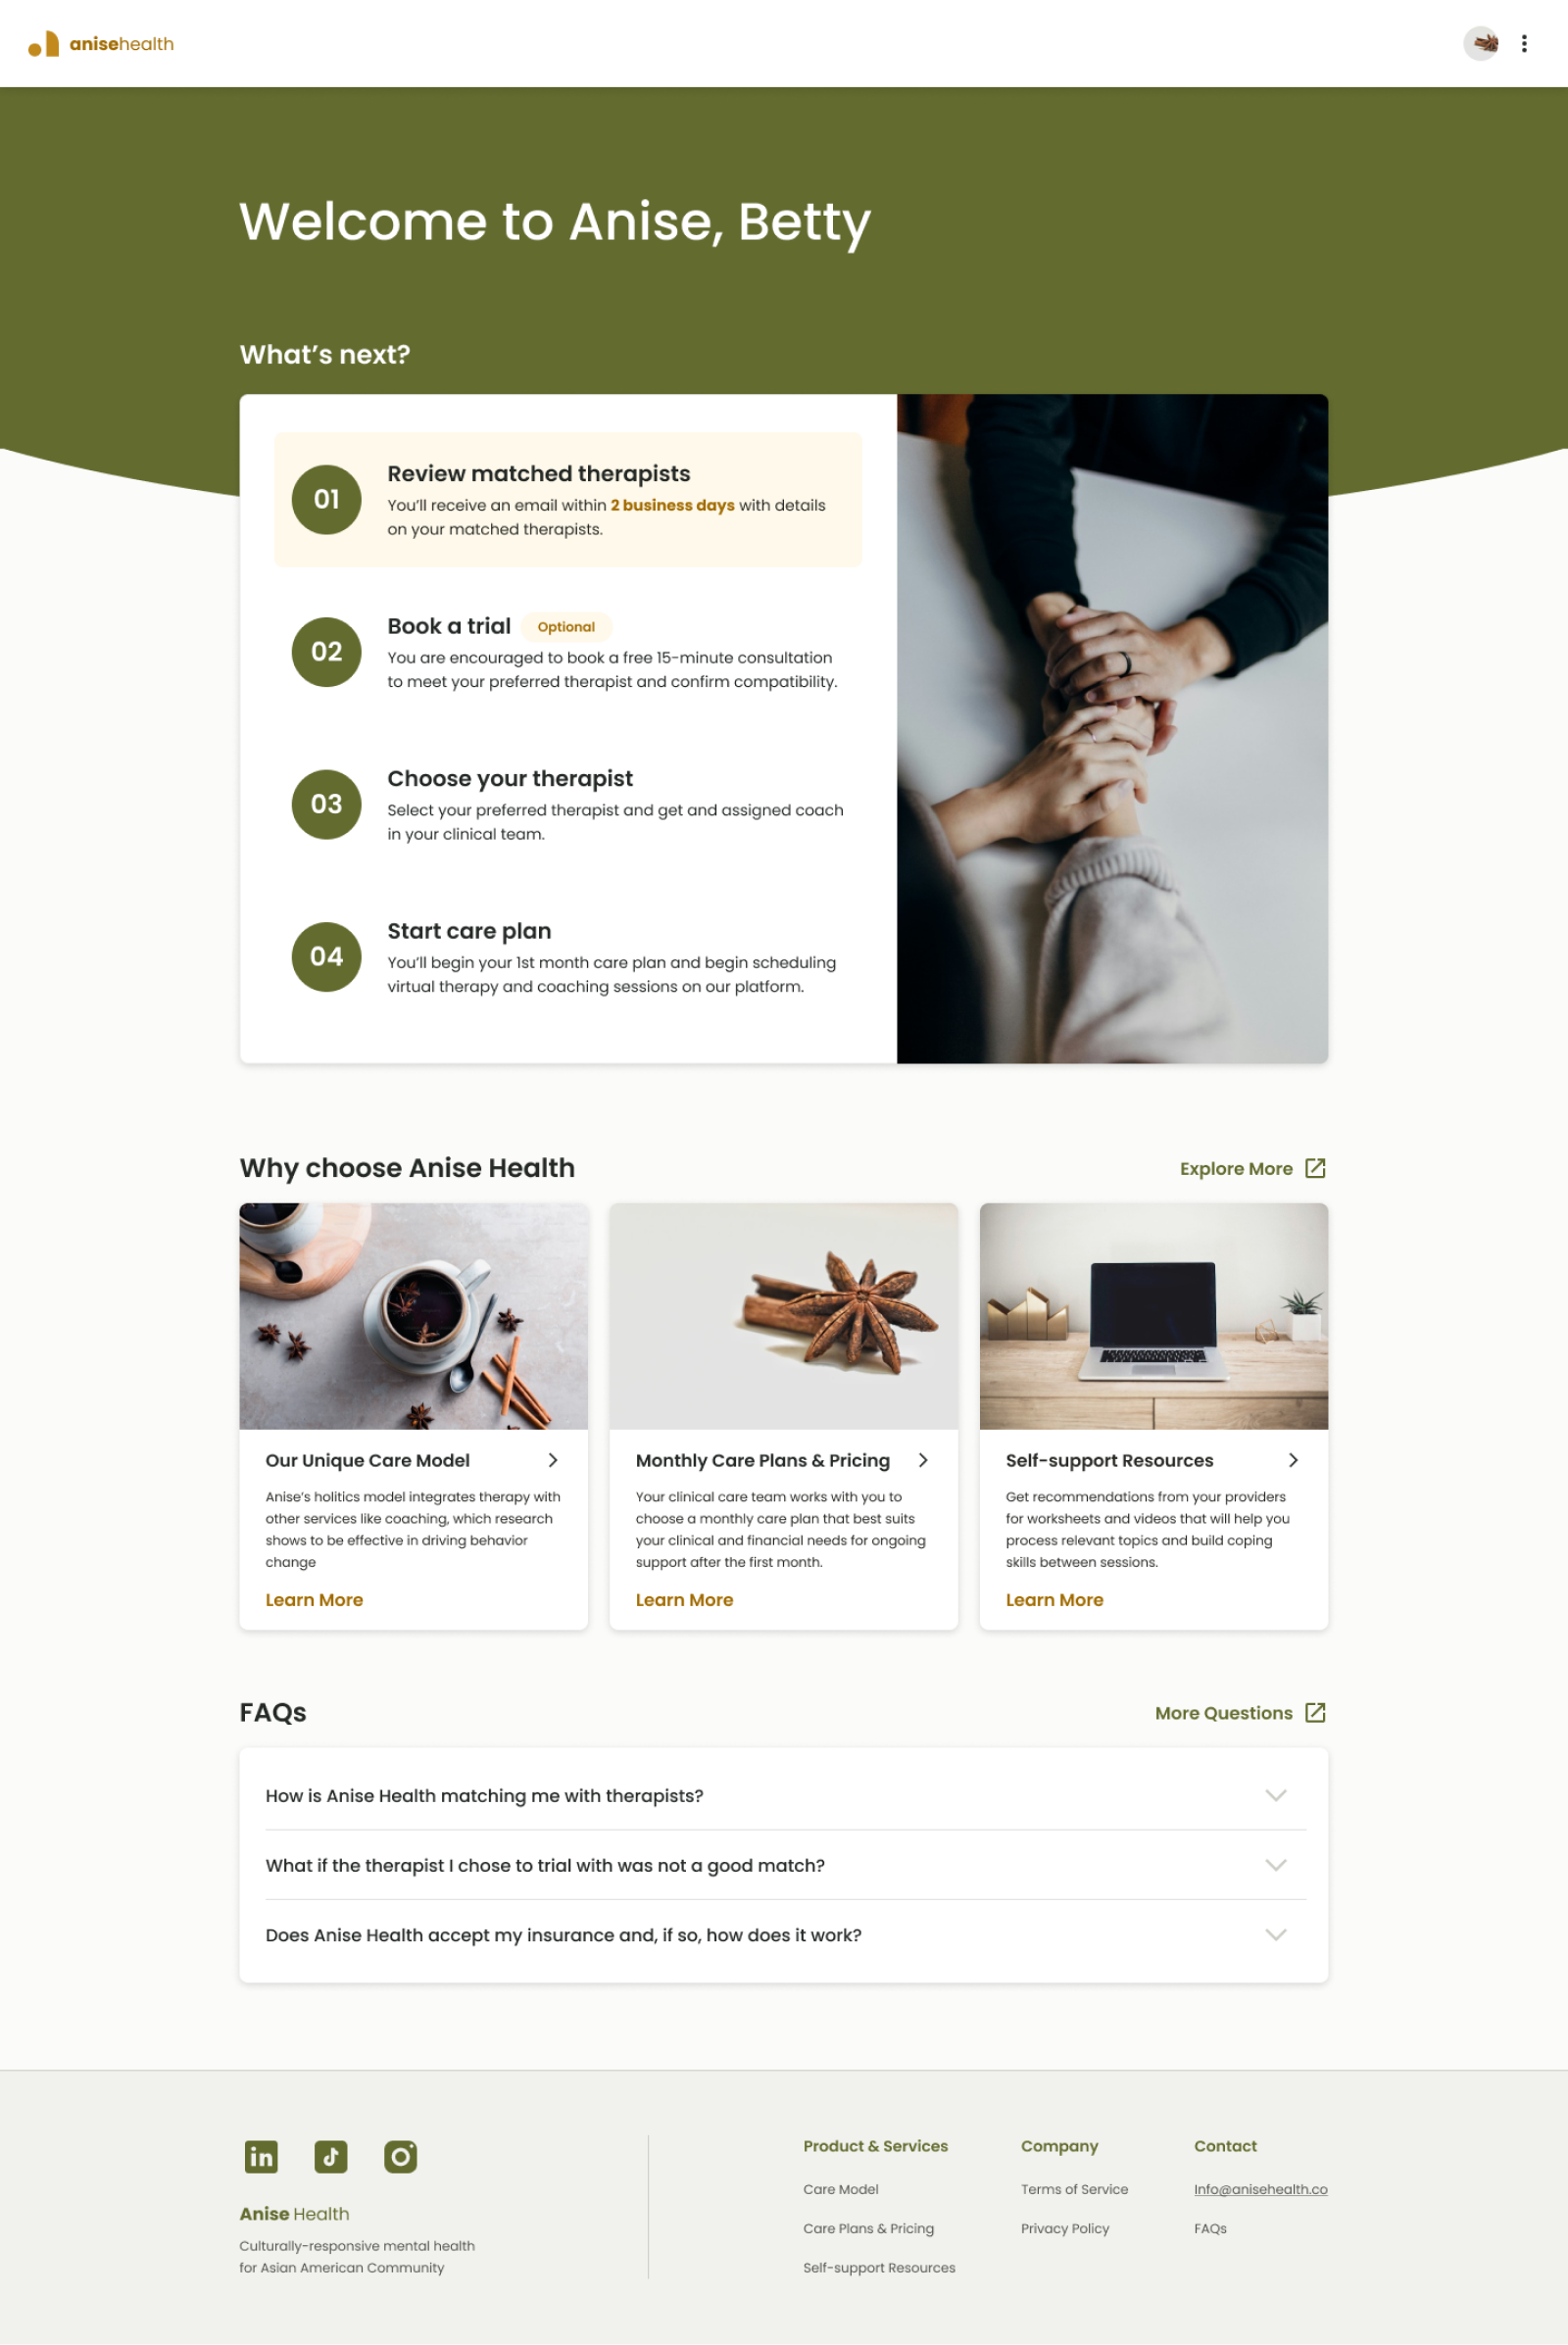 anisehealth
Welcome to Anise, Betty
What's next?
01
Review matched therapists
You'll receive an email within 2 business days with details
on your matched therapists.
02
Book a trial Optional
You are encouraged to book a free 15-minute consultation
to meet your preferred therapist and confirm compatibility.
03
Choose your therapist
Select your preferred therapist and get and assigned coach
in your clinical team.
04
Start care plan
You'll begin your 1st month care plan and begin scheduling
virtual therapy and coaching sessions on our platform.
Why choose Anise Health
Explore More
Our Unique Care Model
Anise's holitics model integrates therapy with
other services like coaching, which research
shows to be effective in driving behavior
change
Learn More
Monthly Care Plans & Pricing
Your clinical care team works with you to
choose a monthly care plan that best suits
your clinical and financial needs for ongoing
support after the first month.
Learn More
Self-support Resources
Get recommendations from your providers
for worksheets and videos that will help you
process relevant topics and build coping
skills between sessions.
Learn More
FAQs
More Questions
How is Anise Health matching me with therapists?
What if the therapist I chose to trial with was not a good match?
Does Anise Health accept my insurance and, if so, how does it work?
in
Anise Health
Culturally-responsive mental health
for Asian American Community
Product & Services
Care Model
Care Plans & Pricing
Self-support Resources
Company
Terms of Service
Privacy Policy
Contact
Info@anisehealth.co
FAQs